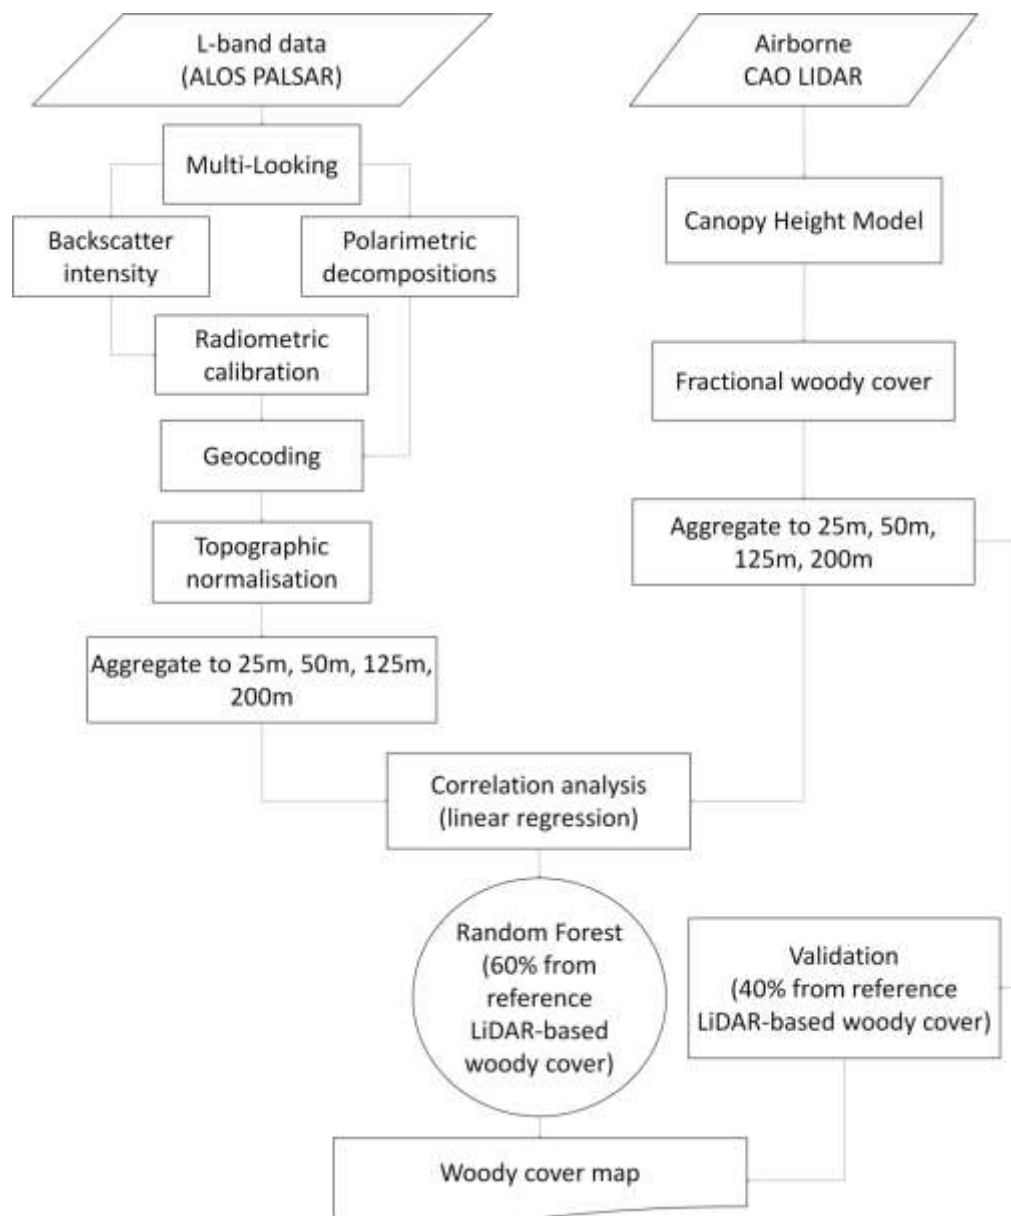 L-band data
(ALOS PALSAR)
Airborne
CAO LIDAR
Multi-Looking
Backscatter
intensity
Polarimetric
decompositions
Canopy Height Model
Radiometric
calibration
Fractional woody cover
Geocoding
Aggregate to 25m, 50m,
125m, 200m
Topographic
normalisation
Aggregate to 25m, 50m, 125m,
200m
Correlation analysis
(linear regression)
Random Forest
(60% from
reference
LiDAR-based
woody cover)
Validation
(40% from reference
LiDAR-based woody cover)
Woody cover map